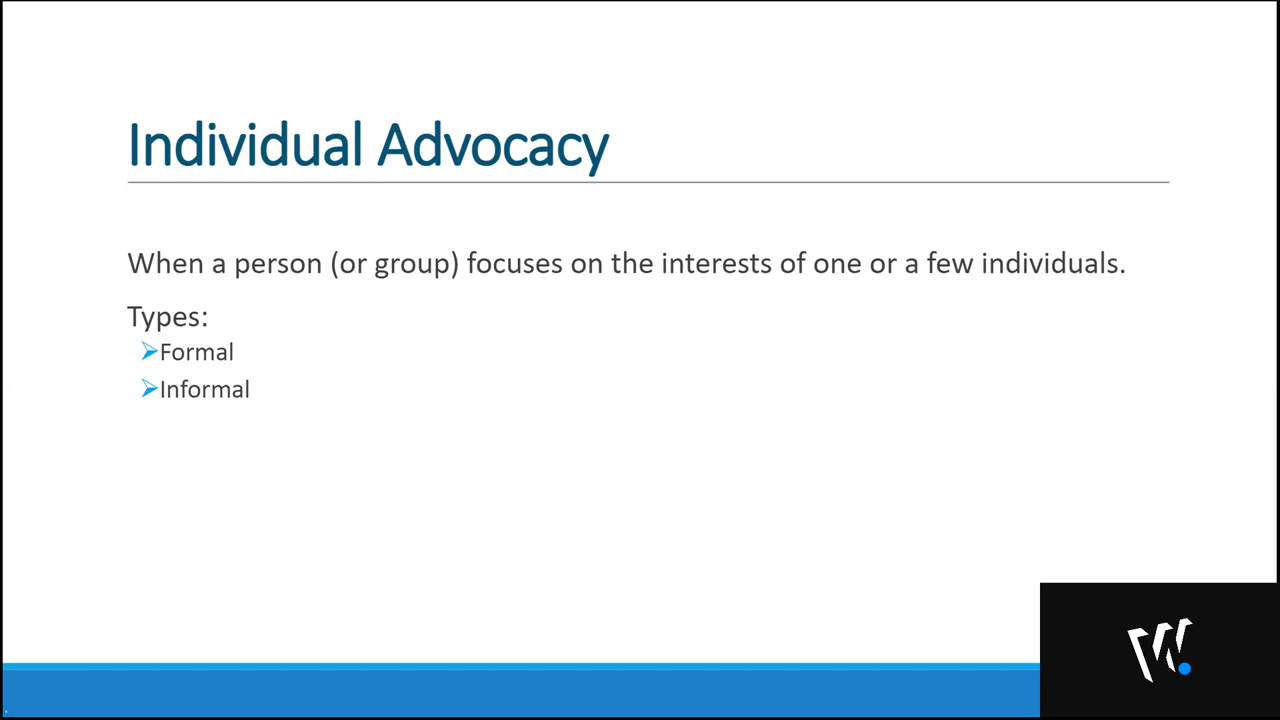 Individual Advocacy
When a person (or group) focuses on the interests of one or a few individuals.
Types:
Formal
Informal
W.